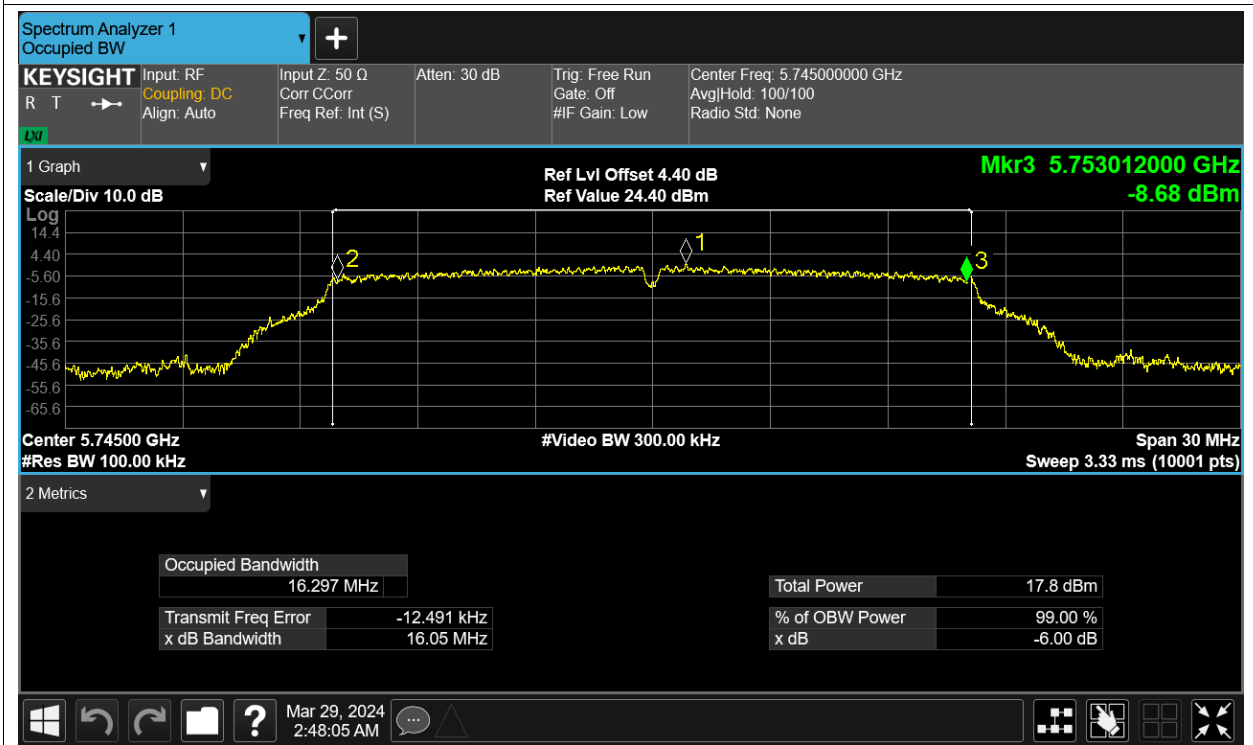 Spectrum Analyzer 1
Occupied BW
KEYSIGHT
R T
LXI
Input: RF
Coupling: DC
Align: Auto
Input Z: 50 Ω
Corr CCorr
Freq Ref: Int (S)
Atten: 30 dB
Trig: Free Run
Gate: Off
#IF Gain: Low
Center Freq: 5.745000000 GHz
Avg|Hold: 100/100
Radio Std: None
1 Graph
Scale/Div 10.0 dB
Ref Lvl Offset 4.40 dB
Ref Value 24.40 dBm
Mkr3 5.753012000 GHz
-8.68 dBm
Log
14.4
4.40
-5.60
-15.6
-25.6
-35.6
-45.6
-55.6
-65.6
2
1
3
Center 5.74500 GHz
#Video BW 300.00 kHz
Span 30 MHz
#Res BW 100.00 kHz
Sweep 3.33 ms (10001 pts)
2 Metrics
Occupied Bandwidth
16.297 MHz
Transmit Freq Error -12.491 kHz
x dB Bandwidth 16.05 MHz
Total Power 17.8 dBm
% of OBW Power 99.00 %
x dB -6.00 dB
?
Mar 29, 2024
2:48:05 AM